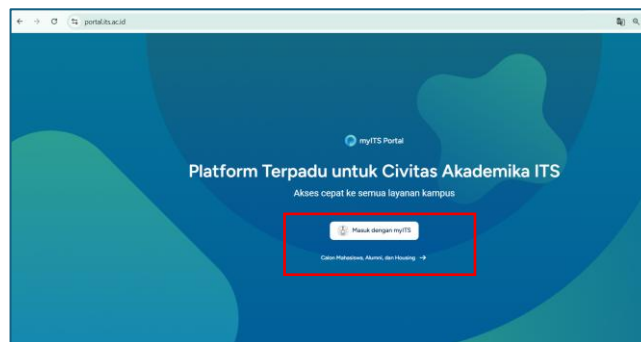 portal.its.ac.id
myITS Portal
Platform Terpadu untuk Civitas Akademika ITS
Akses cepat ke semua layanan kampus
Masuk dengan myITS
Calon Mahasiswa, Alumni, dan Housing →